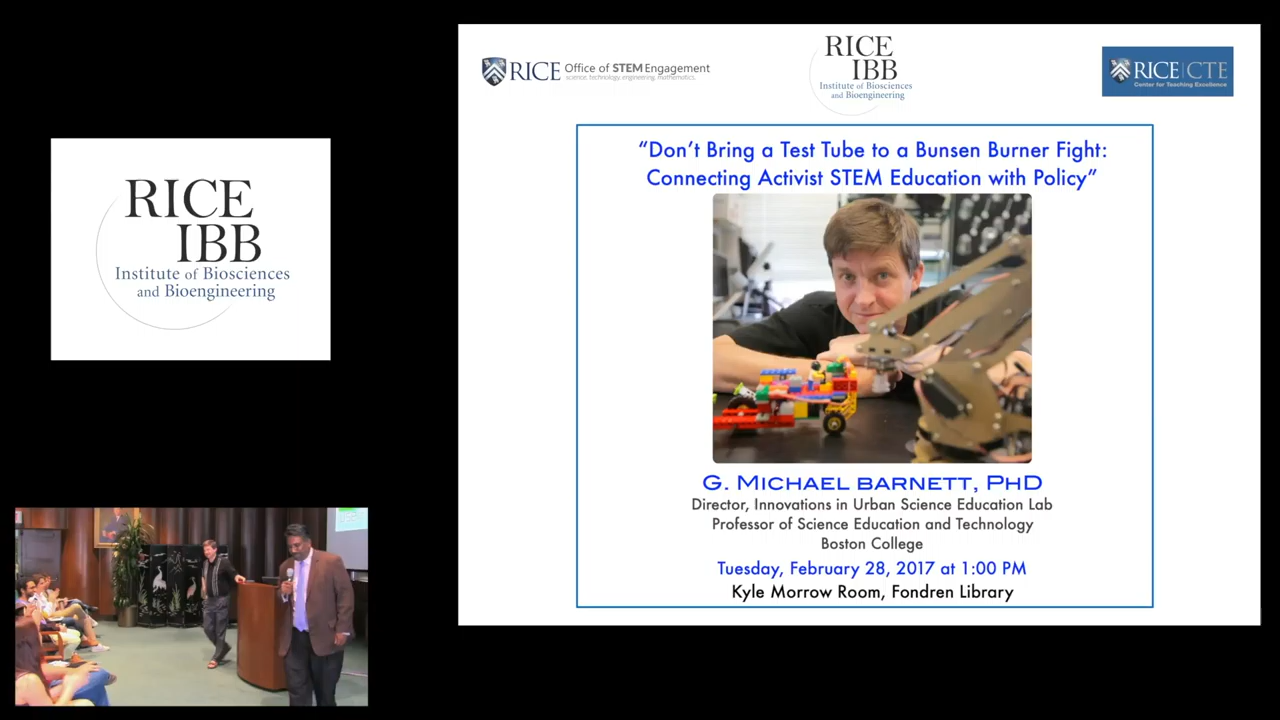 RICE
IBB
Institute of Biosciences
and Bioengineering
RICE Office of STEM Engagement
science, technology, engineering, mathematics.
RICE
IBB
Institute of Biosciences
and Bioengineering
RICE | CTE
Center for Teaching Excellence
“Don’t Bring a Test Tube to a Bunsen Burner Fight:
Connecting Activist STEM Education with Policy”
G. Michael Barnett, PhD
Director, Innovations in Urban Science Education Lab
Professor of Science Education and Technology
Boston College
Tuesday, February 28, 2017 at 1:00 PM
Kyle Morrow Room, Fondren Library